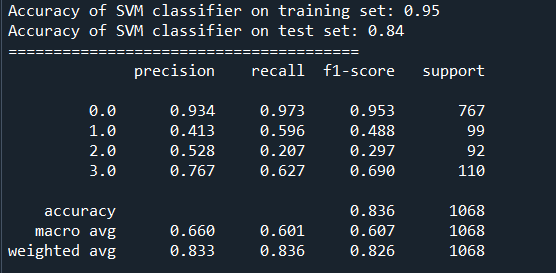 Accuracy of SVM classifier on training set: 0.95
Accuracy of SVM classifier on test set: 0.84
=======================================
precision recall f1-score support
0.0 0.934 0.973 0.953 767
1.0 0.413 0.596 0.488 99
2.0 0.528 0.207 0.297 92
3.0 0.767 0.627 0.690 110
accuracy 0.836 1068
macro avg 0.660 0.601 0.607 1068
weighted avg 0.833 0.836 0.826 1068